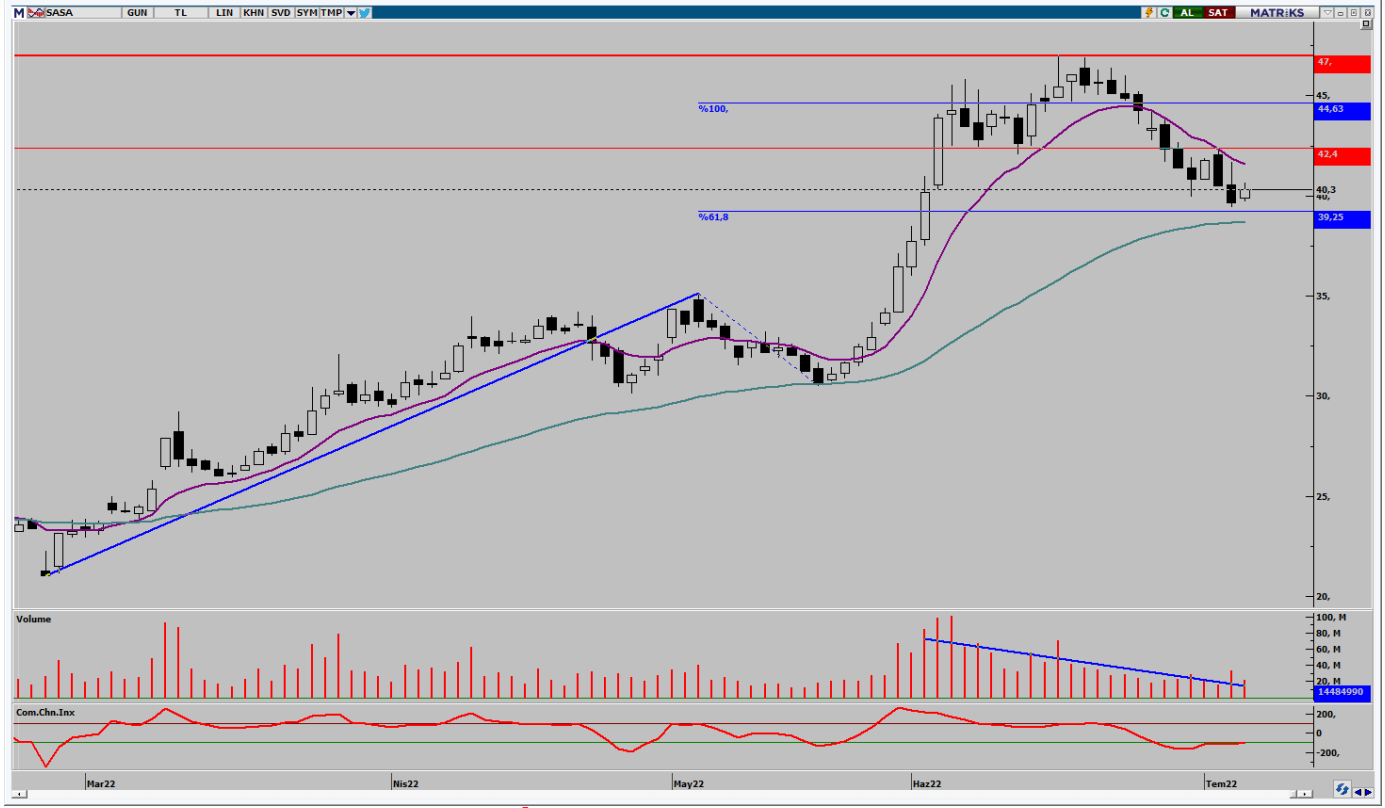 M SASA GUN TL LIN KHN SVD SYM TMP AL SAT MATRiKS
47,
45,
%100,
44,63
42,4
40,3
40,
%61,8
39,25
35,
30,
25,
20,
Volume
100, M
80, M
60, M
40, M
20, M
14484990
Com.Chn.Inx
200,
0
-200,
Mar22 Nis22 May22 Haz22 Tem22